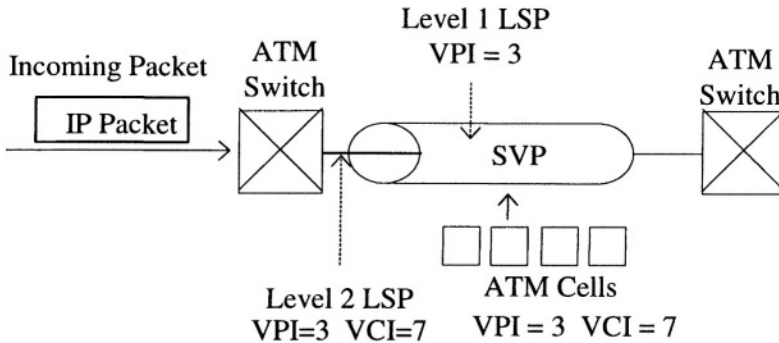 Level 1 LSP
VPI = 3
ATM
Switch
ATM
Switch
Incoming Packet
IP Packet
SVP
ATM Cells
VPI = 3 VCI = 7
Level 2 LSP
VPI=3 VCI=7